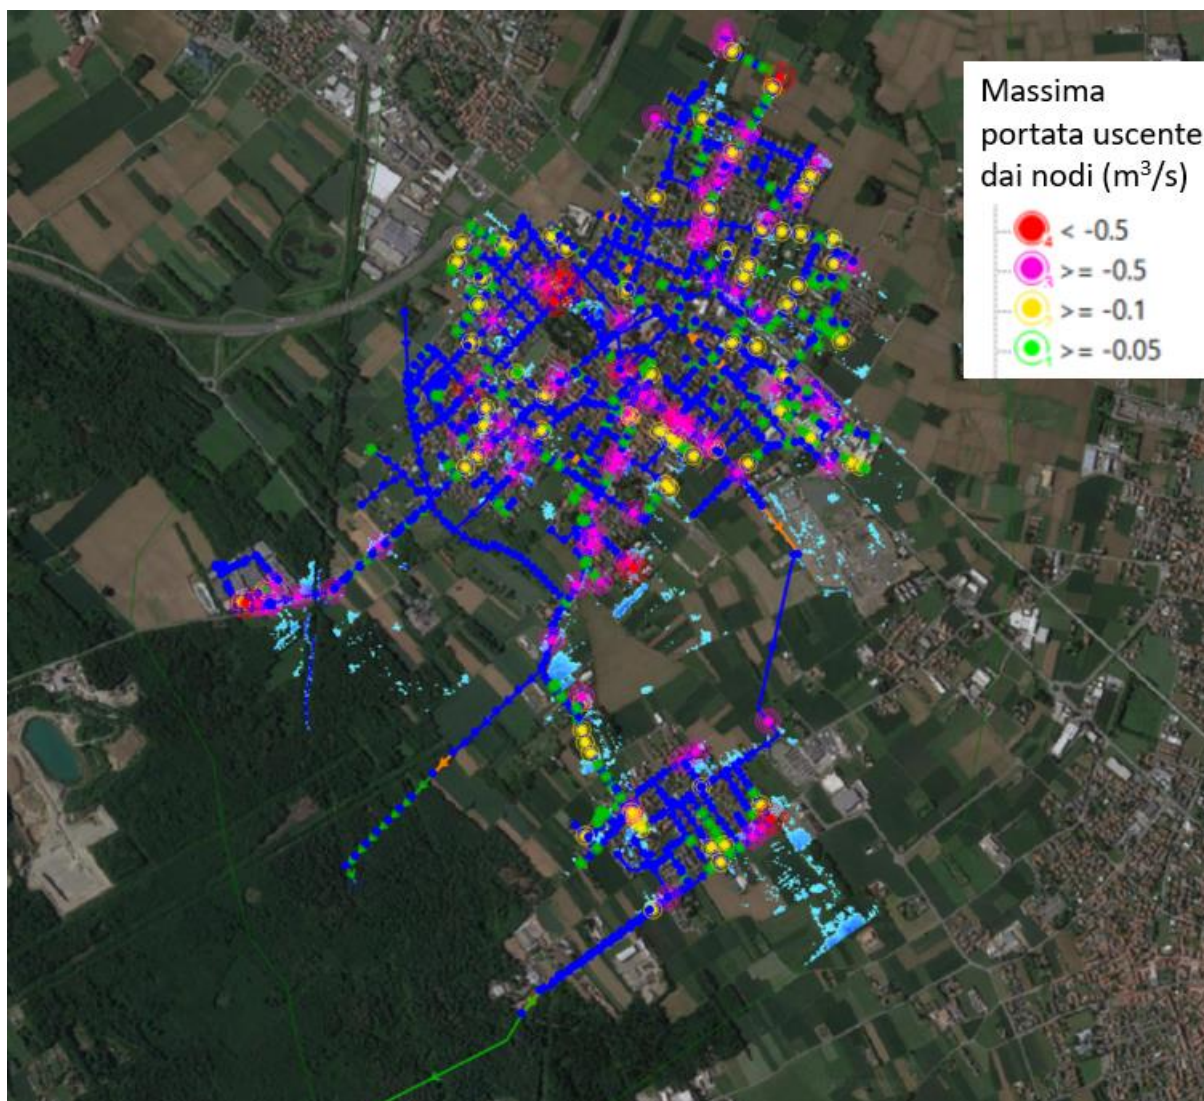 Massima
portata uscente
dai nodi (m³/s)
< -0.5
>= -0.5
>= -0.1
>= -0.05